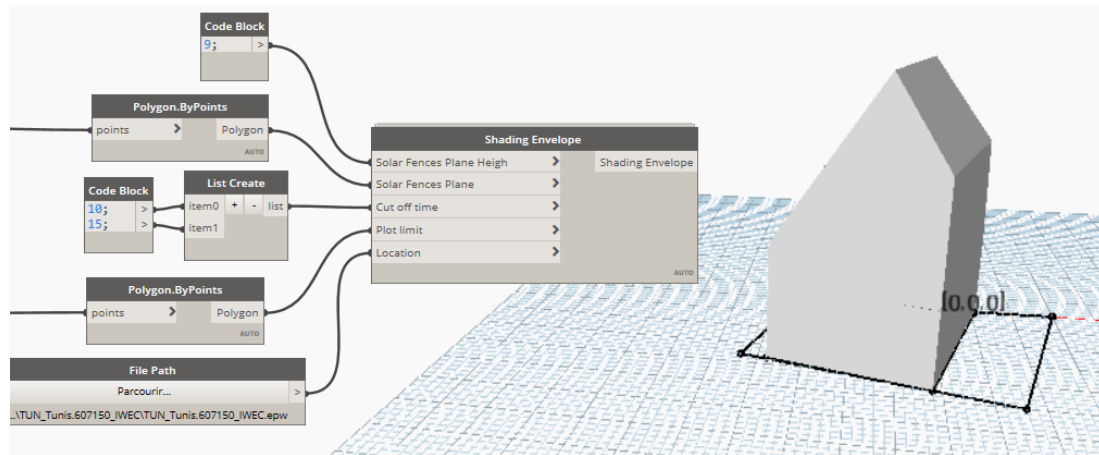 Code Block
9;
>
Polygon.ByPoints
points
>
Polygon
AUTO
Code Block
10;
>
15;
>
List Create
item0
+
-
list
item1
Polygon.ByPoints
points
>
Polygon
AUTO
File Path
Parcourir...
>
..\TUN_Tunis.607150_IWEC\TUN_Tunis.607150_IWEC.epw
Shading Envelope
Solar Fences Plane Heigh
>
Shading Envelope
Solar Fences Plane
>
Cut off time
>
Plot limit
>
Location
>
AUTO
[0,0,0]